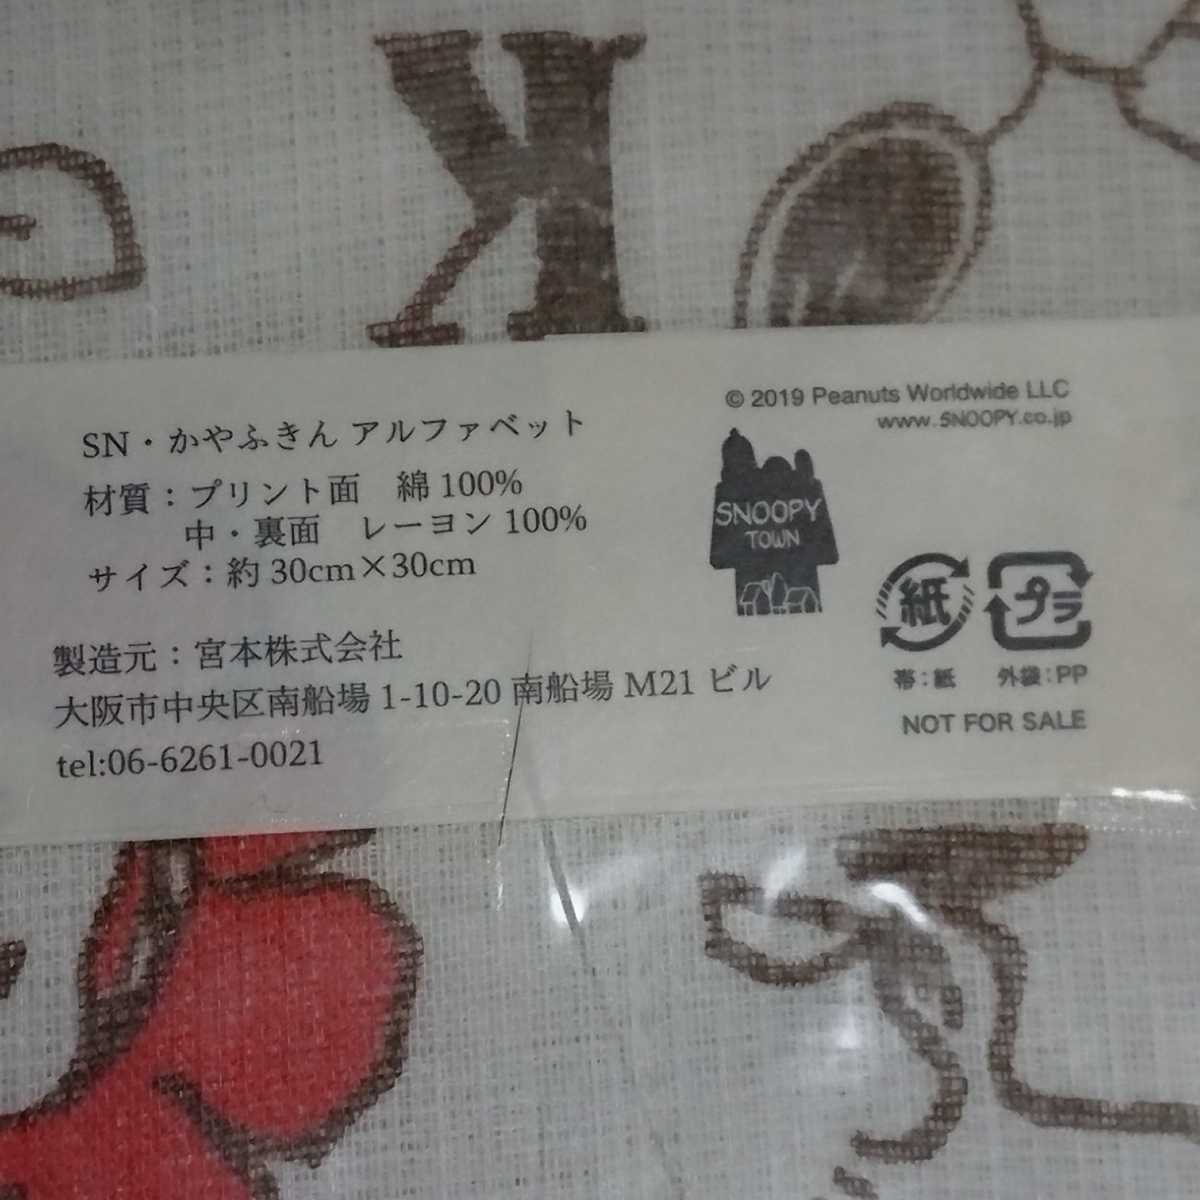 K
SN・かやふきん アルファベット
材質：プリント面　綿 100%
中・裏面　レーヨン 100%
サイズ：約 30cm×30cm
製造元：宮本株式会社
大阪市中央区南船場 1-10-20 南船場 M21 ビル
tel:06-6261-0021
© 2019 Peanuts Worldwide LLC
www.SNOOPY.co.jp
SNOOPY
TOWN
紙 プラ
帯：紙 外袋：PP
NOT FOR SALE